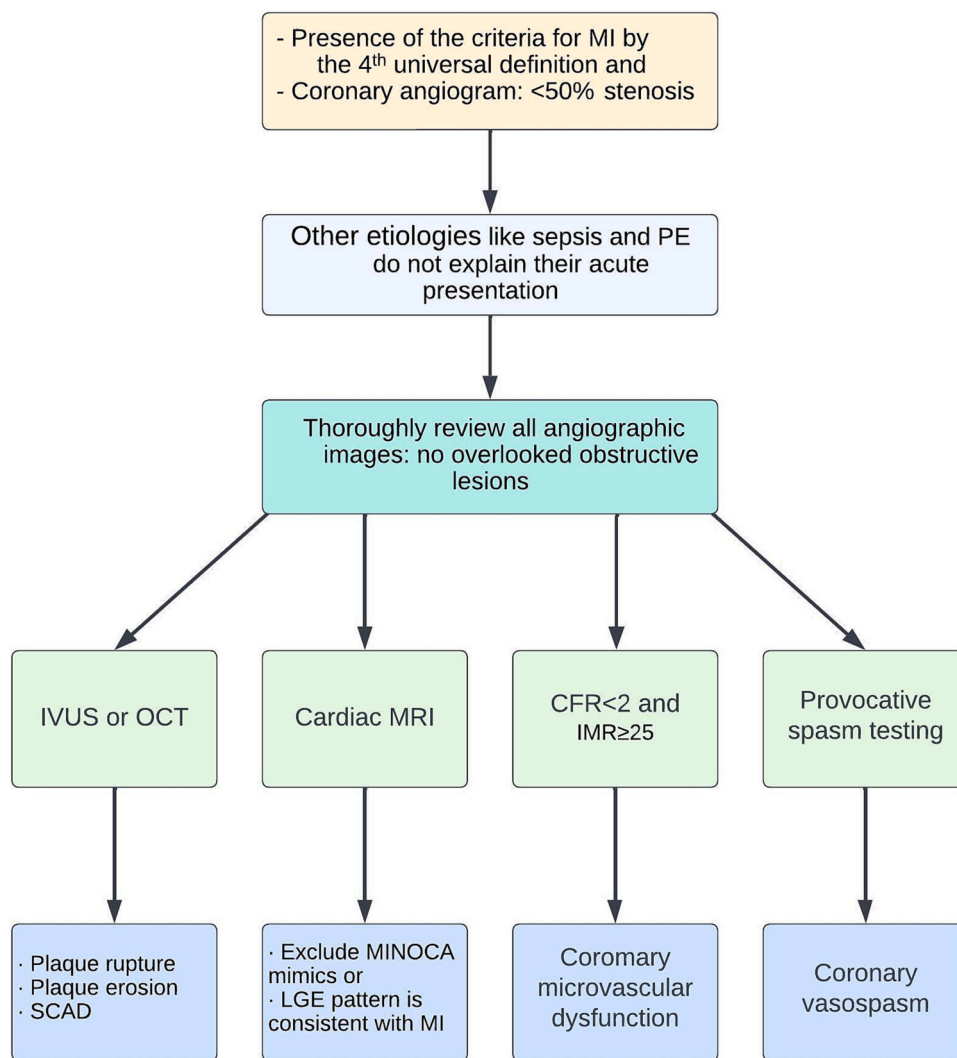 - Presence of the criteria for MI by
the 4th universal definition and
- Coronary angiogram: <50% stenosis
Other etiologies like sepsis and PE
do not explain their acute
presentation
Thoroughly review all angiographic
images: no overlooked obstructive
lesions
IVUS or OCT
Cardiac MRI
CFR<2 and
IMR≥25
Provocative
spasm testing
· Plaque rupture
· Plaque erosion
· SCAD
· Exclude MINOCA
mimics or
· LGE pattern is
consistent with MI
Coromary
microvascular
dysfunction
Coronary
vasospasm